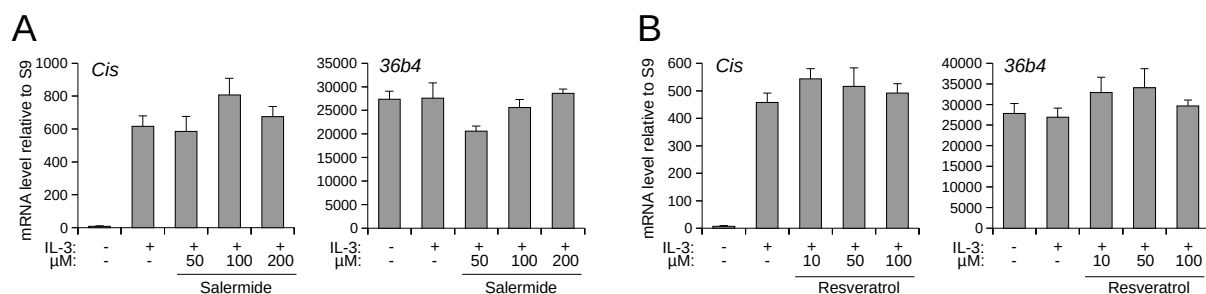 A
mRNA level relative to S9
Cis
1000
800
600
400
200
0
IL-3: - + + + +
µM: - - 50 100 200
Salermide
36b4
35000
30000
25000
20000
15000
10000
5000
0
- + + + +
- - 50 100 200
Salermide
B
mRNA level relative to S9
Cis
600
500
400
300
200
100
0
IL-3: - + + + +
µM: - - 10 50 100
Resveratrol
36b4
40000
35000
30000
25000
20000
15000
10000
5000
0
IL-3: - + + + +
µM: - - 10 50 100
Resveratrol